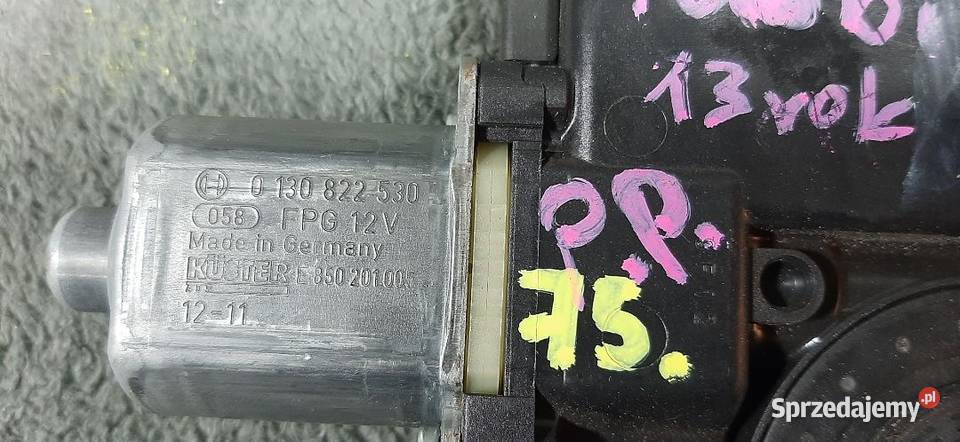 0 130 822 530
058 FPG 12V
Made in Germany
KÜSTER E 850 201.005
12-11
13 rok
PP.
75.
Sprzedajemy.pl